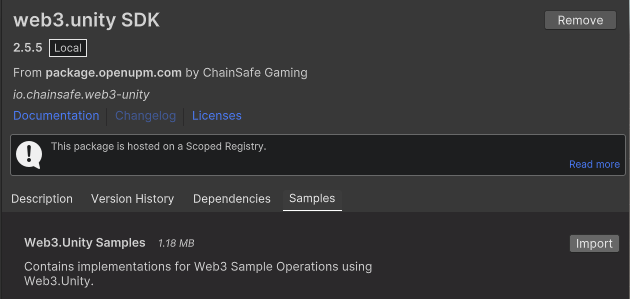 web3.unity SDK
Remove
2.5.5 Local
From package.openupm.com by ChainSafe Gaming
io.chainsafe.web3-unity
Documentation Changelog Licenses
This package is hosted on a Scoped Registry.
Read more
Description Version History Dependencies Samples
Web3.Unity Samples 1.18 MB
Import
Contains implementations for Web3 Sample Operations using
Web3.Unity.